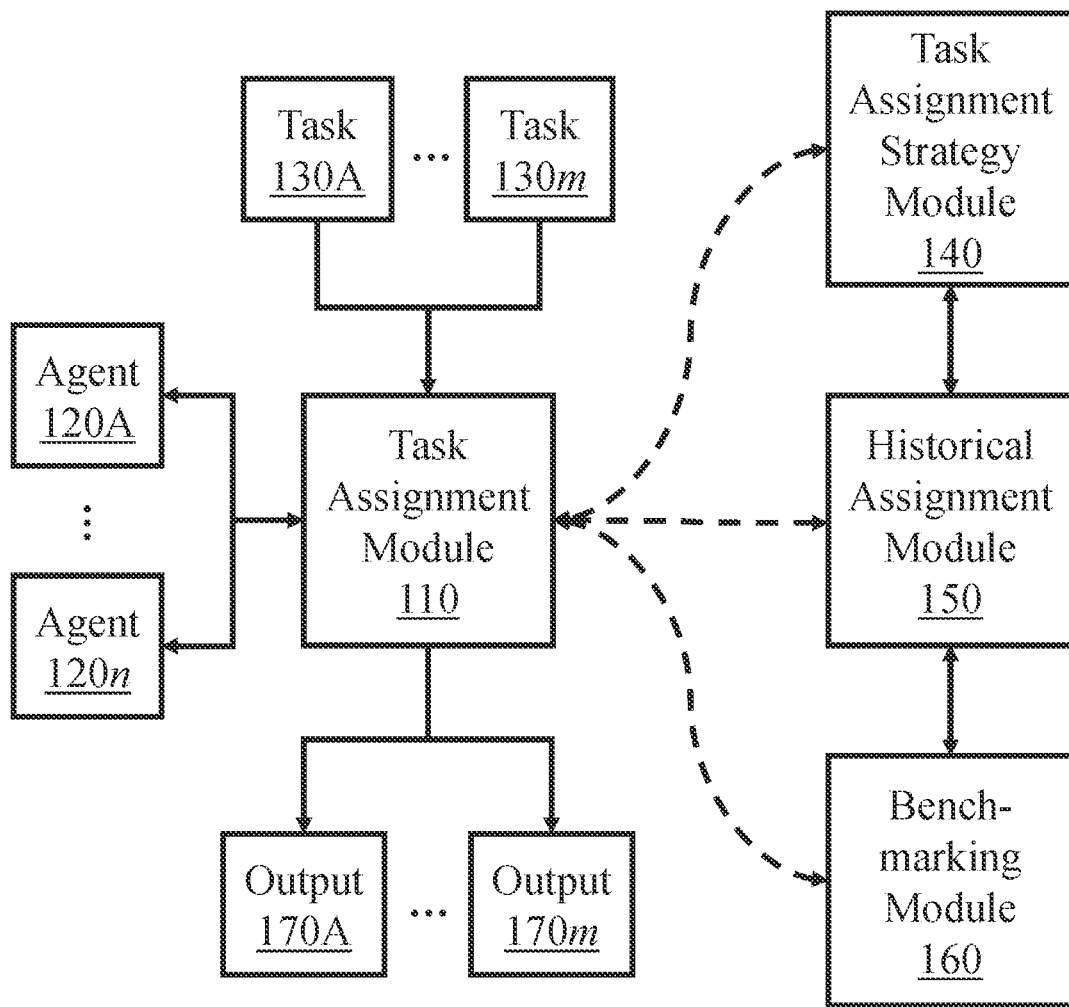 Task
130A
...
Task
130m
Task
Assignment
Strategy
Module
140
Agent
120A
...
Agent
120n
Task
Assignment
Module
110
Historical
Assignment
Module
150
Output
170A
...
Output
170m
Bench-
marking
Module
160